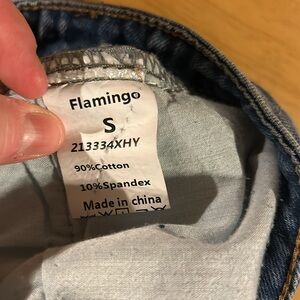 Flamingo®
S
213334XHY
90%Cotton
10%Spandex
Made in china